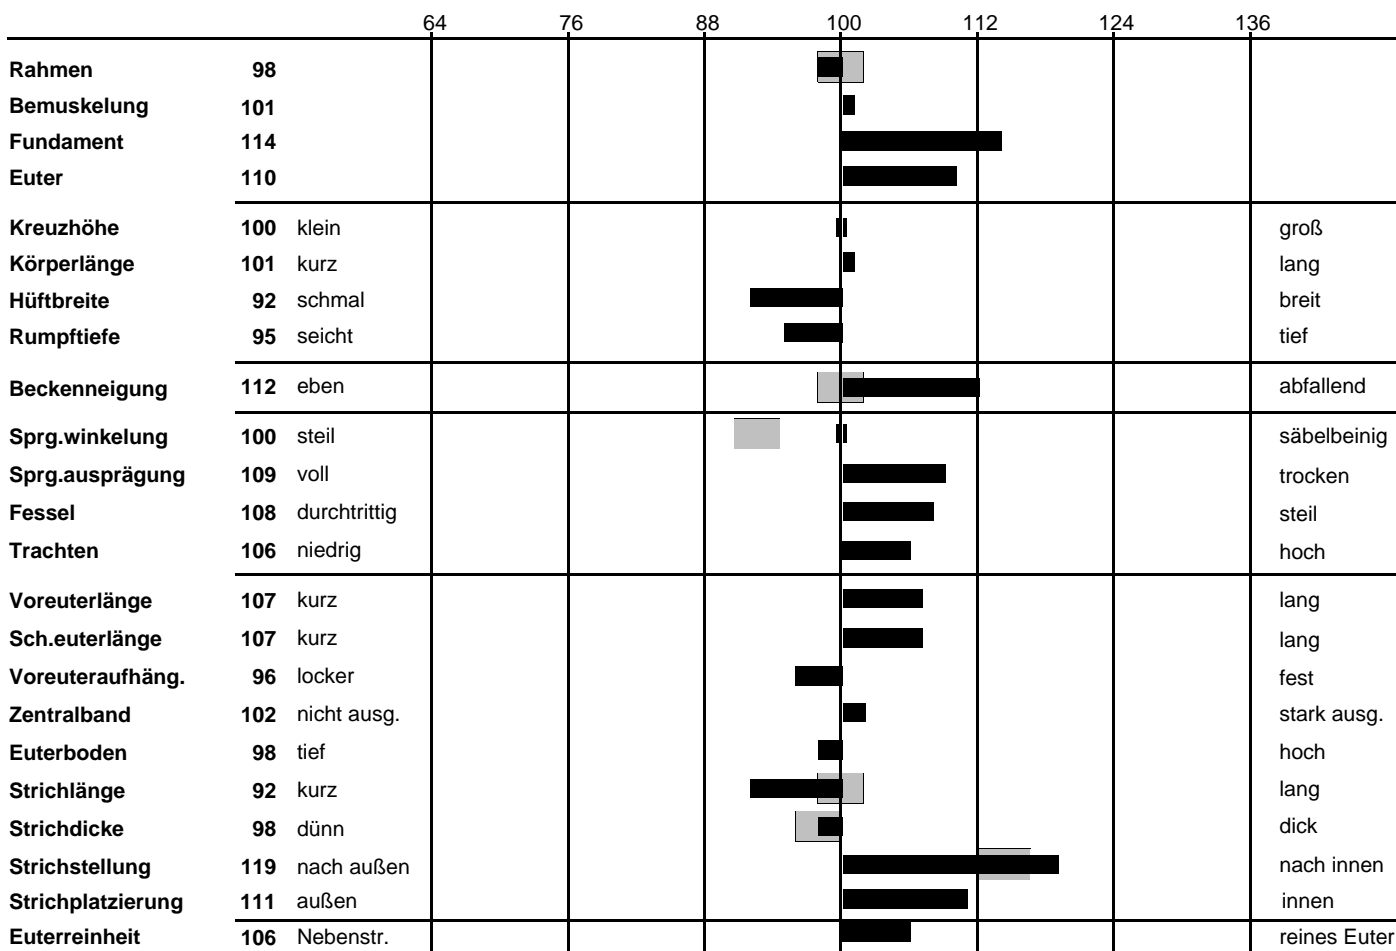 64 76 88 100 112 124 136
Rahmen 98
Bemuskelung 101
Fundament 114
Euter 110
Kreuzhöhe 100 klein groß
Körperlänge 101 kurz lang
Hüftbreite 92 schmal breit
Rumpftiefe 95 seicht tief
Beckenneigung 112 eben abfallend
Sprg.winkelung 100 steil säbelbeinig
Sprg.ausprägung 109 voll trocken
Fessel 108 durchtrittig steil
Trachten 106 niedrig hoch
Voreuterlänge 107 kurz lang
Sch.euterlänge 107 kurz lang
Voreuteraufhäng. 96 locker fest
Zentralband 102 nicht ausg. stark ausg.
Euterboden 98 tief hoch
Strichlänge 92 kurz lang
Strichdicke 98 dünn dick
Strichstellung 119 nach außen nach innen
Strichplatzierung 111 außen innen
Euterreinheit 106 Nebenstr. reines Euter